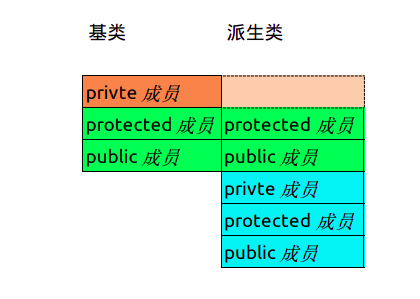 基类 派生类
privte 成员
protected 成员 protected 成员
public 成员 public 成员
privte 成员
protected 成员
public 成员